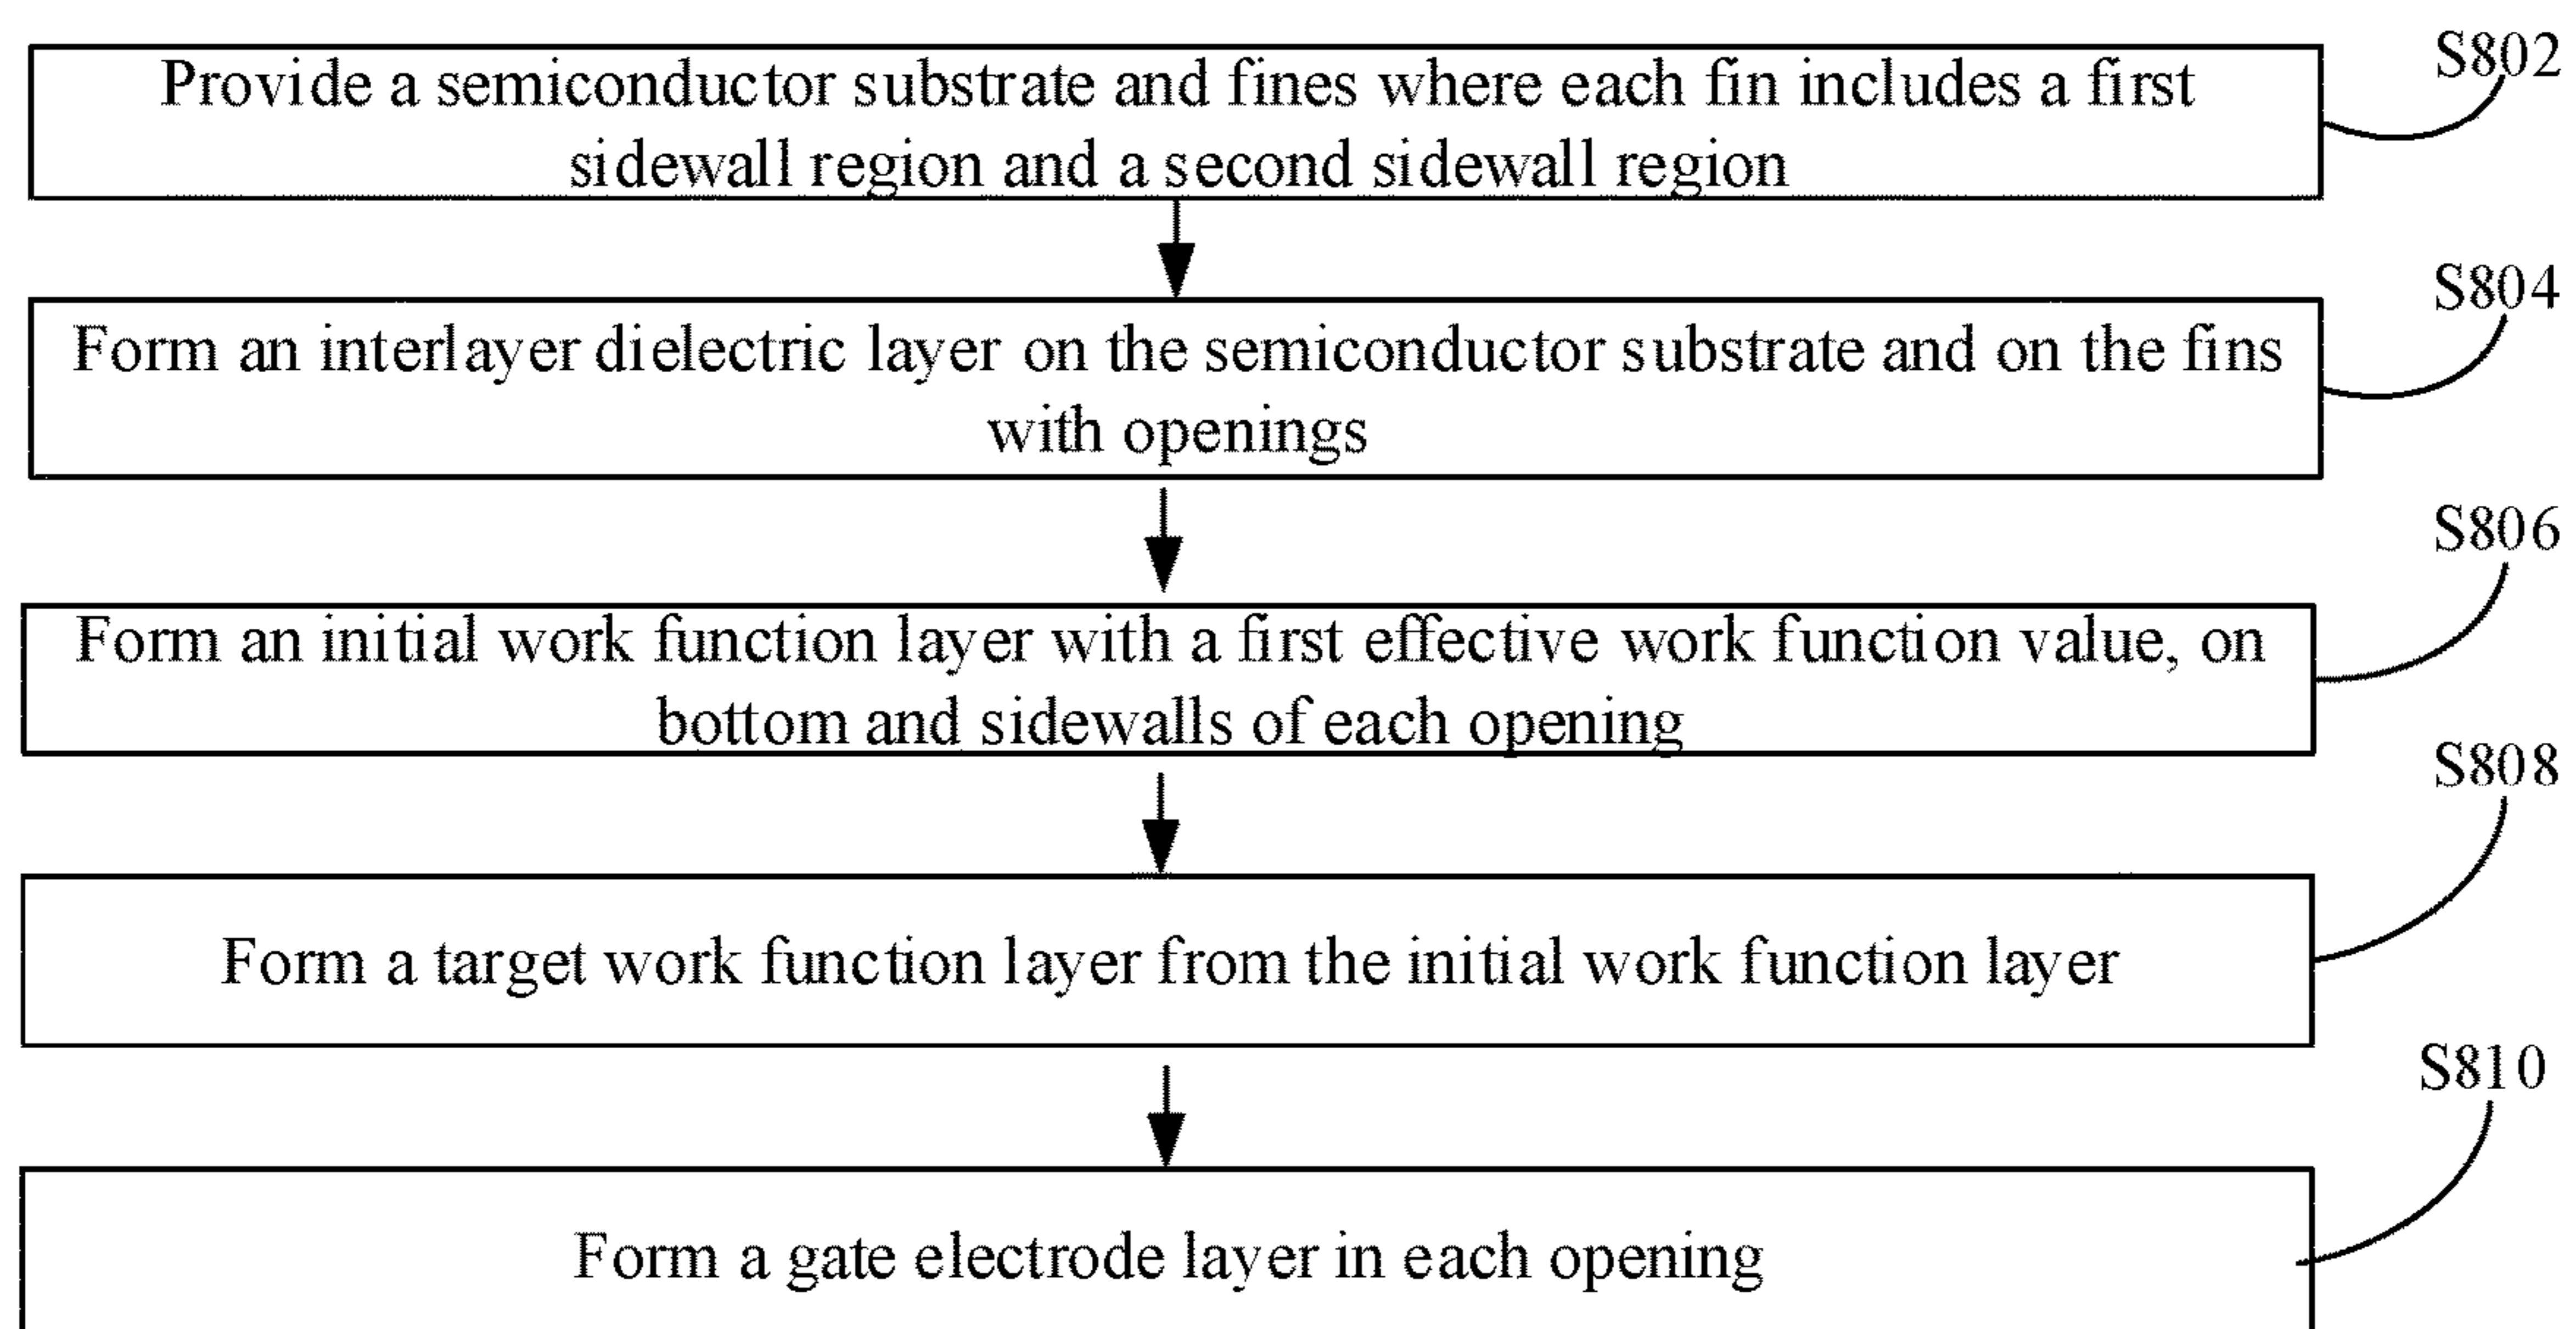 Provide a semiconductor substrate and fines where each fin includes a first
sidewall region and a second sidewall region
S802
Form an interlayer dielectric layer on the semiconductor substrate and on the fins
with openings
S804
Form an initial work function layer with a first effective work function value, on
bottom and sidewalls of each opening
S806
Form a target work function layer from the initial work function layer
S808
Form a gate electrode layer in each opening
S810